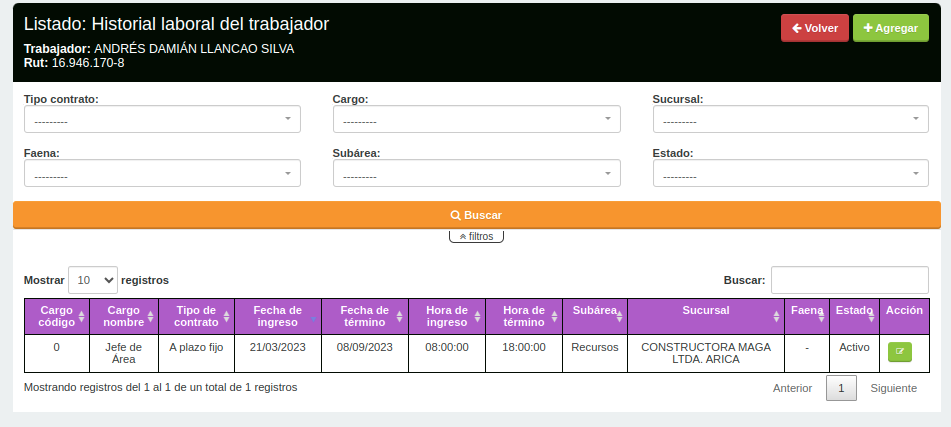 Listado: Historial laboral del trabajador
Volver
Agregar
Trabajador: ANDRÉS DAMIÁN LLANCAO SILVA
Rut: 16.946.170-8
Tipo contrato:
Cargo:
Sucursal:
---------
---------
---------
Faena:
Subárea:
Estado:
---------
---------
---------
Buscar
filtros
Mostrar 10 registros
Buscar:
Cargo código
Cargo nombre
Tipo de contrato
Fecha de ingreso
Fecha de término
Hora de ingreso
Hora de término
Subárea
Sucursal
Faena
Estado
Acción
0
Jefe de Área
A plazo fijo
21/03/2023
08/09/2023
08:00:00
18:00:00
Recursos
CONSTRUCTORA MAGA LTDA. ARICA
-
Activo
Mostrando registros del 1 al 1 de un total de 1 registros
Anterior
1
Siguiente